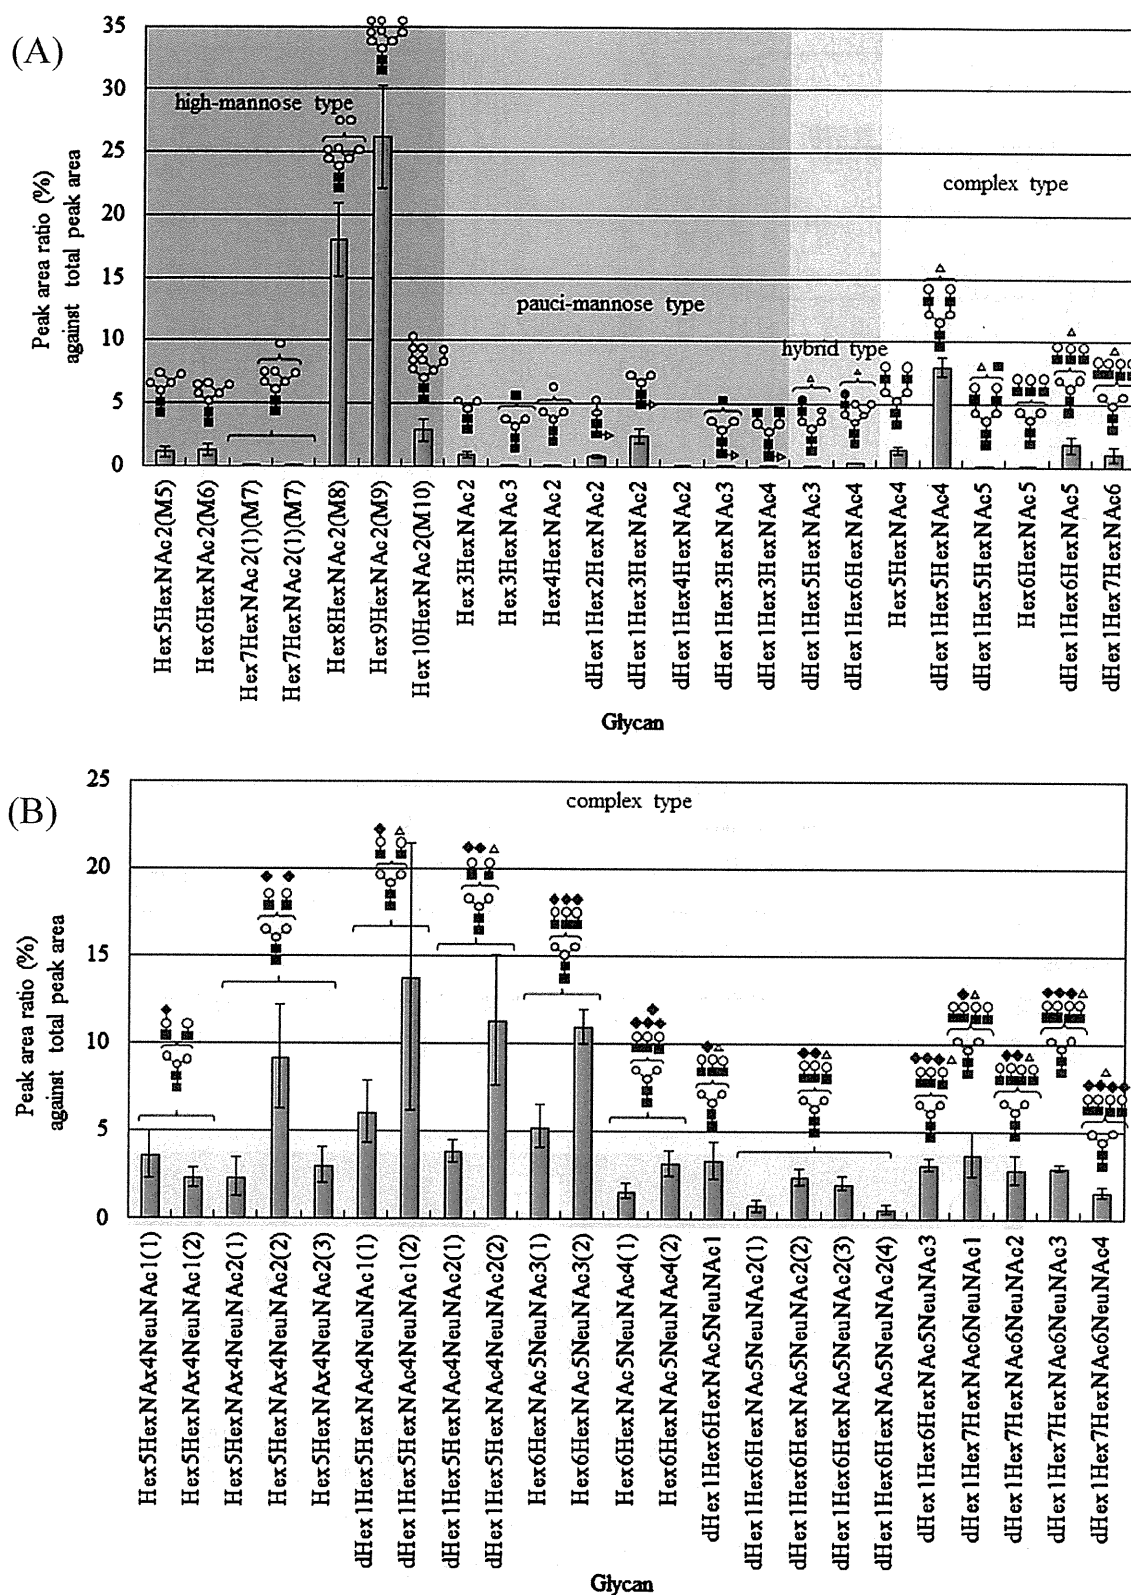 (A)
Peak area ratio (%)
against total peak area
35
30
25
20
15
10
5
0
high-mannose type
pauci-mannose type
hybrid type
complex type
Hex5HexNAc2(M5)
Hex6HexNAc2(M6)
Hex7HexNAc2(1)(M7)
Hex7HexNAc2(1)(M7)
Hex8HexNAc2(M8)
Hex9HexNAc2(M9)
Hex10HexNAc2(M10)
Hex3HexNAc2
Hex3HexNAc3
Hex4HexNAc2
dHex1Hex2HexNAc2
dHex1Hex3HexNAc2
dHex1Hex4HexNAc2
dHex1Hex3HexNAc3
dHex1Hex3HexNAc4
dHex1Hex5HexNAc3
dHex1Hex6HexNAc4
Hex5HexNAc4
dHex1Hex5HexNAc4
dHex1Hex5HexNAc5
Hex6HexNAc5
dHex1Hex6HexNAc5
dHex1Hex7HexNAc6
Glycan
(B)
Peak area ratio (%)
against total peak area
25
20
15
10
5
0
complex type
Hex5HexNAx4NeuNAc1(1)
Hex5HexNAx4NeuNAc1(2)
Hex5HexNAx4NeuNAc2(1)
Hex5HexNAx4NeuNAc2(2)
Hex5HexNAx4NeuNAc2(3)
dHex1Hex5HexNAc4NeuNAc1(1)
dHex1Hex5HexNAc4NeuNAc1(2)
dHex1Hex5HexNAc4NeuNAc2(1)
dHex1Hex5HexNAc4NeuNAc2(2)
Hex6HexNAc5NeuNAc3(1)
Hex6HexNAc5NeuNAc3(2)
Hex6HexNAc5NeuNAc4(1)
Hex6HexNAc5NeuNAc4(2)
dHex1Hex6HexNAc5NeuNAc1
dHex1Hex6HexNAc5NeuNAc2(1)
dHex1Hex6HexNAc5NeuNAc2(2)
dHex1Hex6HexNAc5NeuNAc2(3)
dHex1Hex6HexNAc5NeuNAc2(4)
dHex1Hex6HexNAc5NeuNAc3
dHex1Hex7HexNAc6NeuNAc1
dHex1Hex7HexNAc6NeuNAc2
dHex1Hex7HexNAc6NeuNAc3
dHex1Hex7HexNAc6NeuNAc4
Glycan